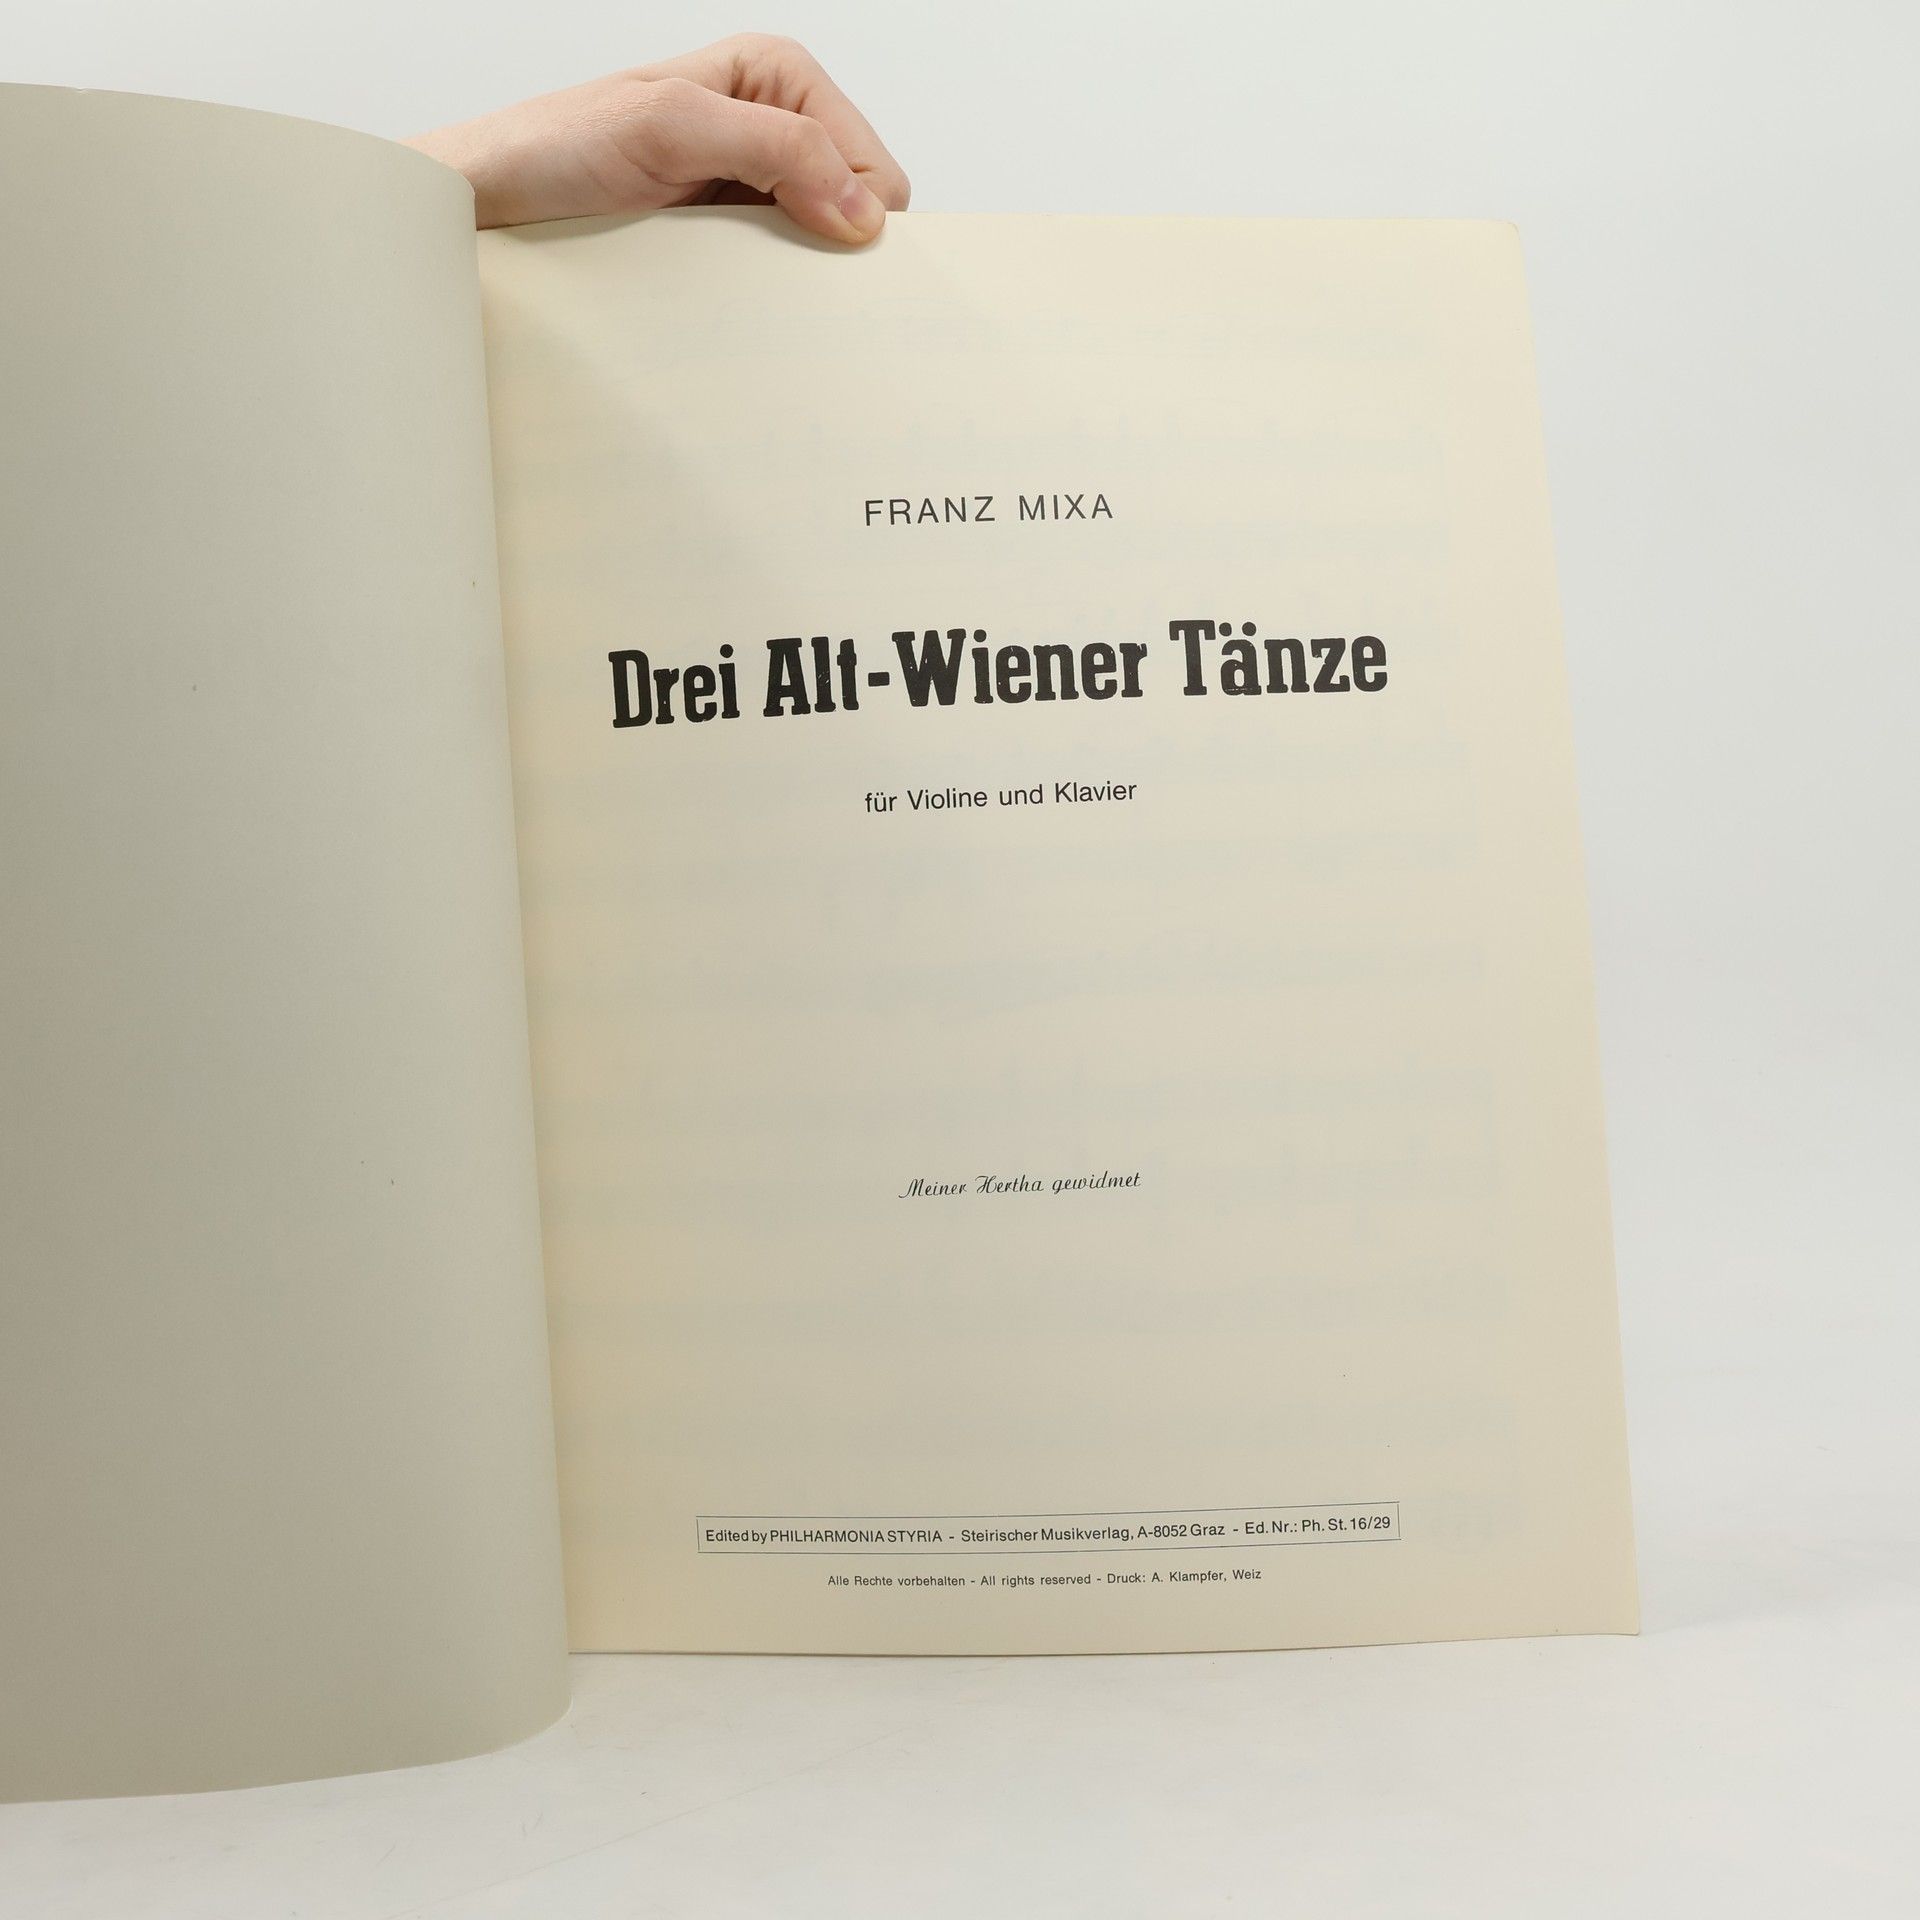 FRANZ MIXA
Drei Alt-Wiener Tänze
für Violine und Klavier
Meiner Hertha gewidmet
Edited by PHILHARMONIA STYRIA - Steirischer Musikverlag, A-8052 Graz - Ed. Nr.: Ph. St. 16/29
Alle Rechte vorbehalten - All rights reserved - Druck: A. Klampfer, Weiz